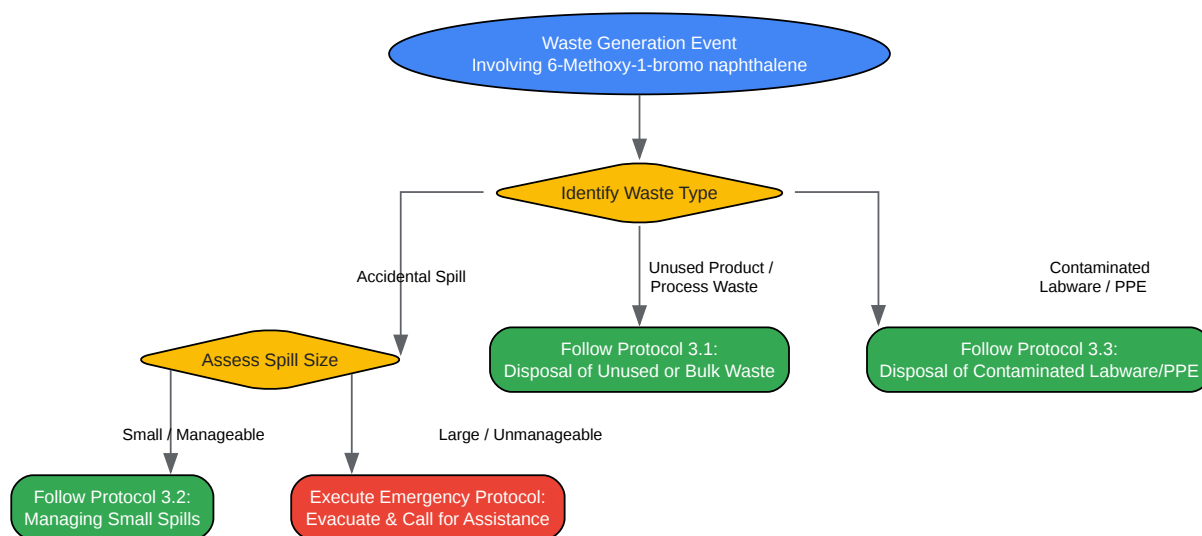 Waste Generation Event
Involving 6-Methoxy-1-bromo naphthalene
Identify Waste Type
Accidental Spill
Unused Product /
Process Waste
Contaminated
Labware / PPE
Assess Spill Size
Follow Protocol 3.1:
Disposal of Unused or Bulk Waste
Follow Protocol 3.3:
Disposal of Contaminated Labware/PPE
Small / Manageable
Large / Unmanageable
Follow Protocol 3.2:
Managing Small Spills
Execute Emergency Protocol:
Evacuate & Call for Assistance